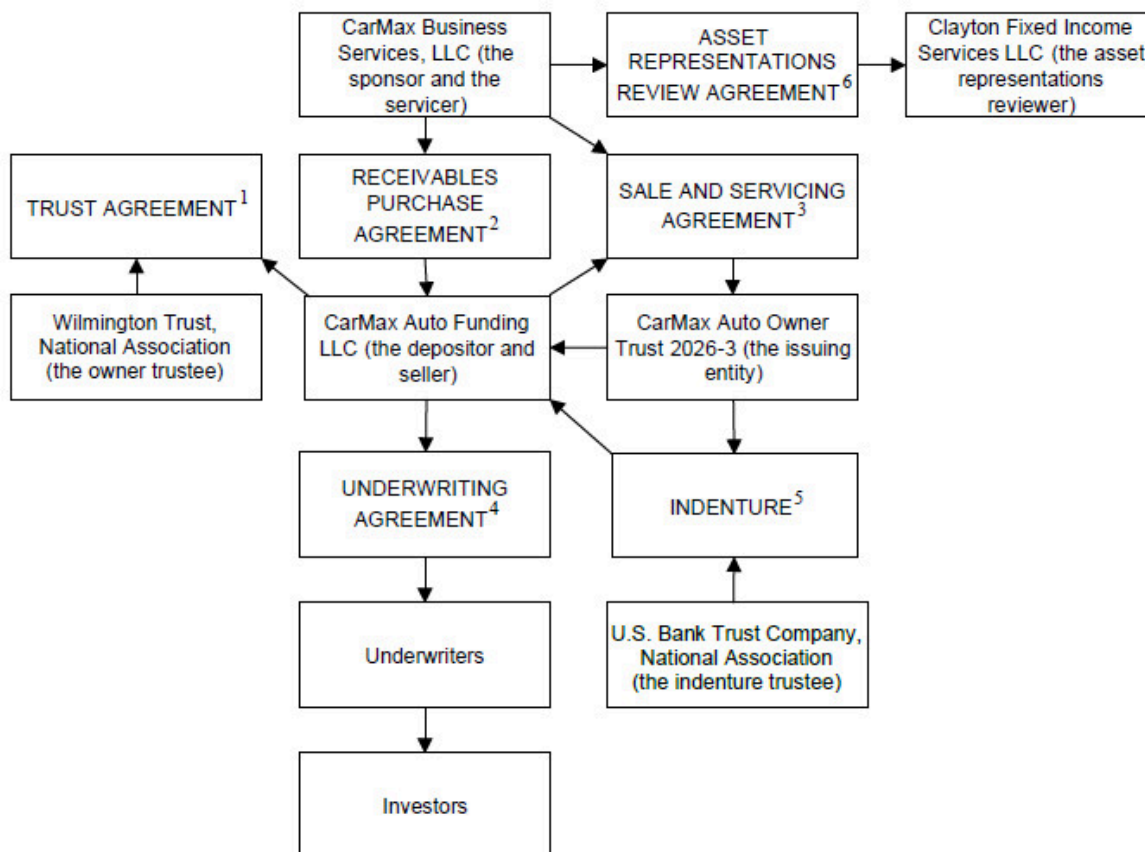 CarMax Business
Services, LLC (the
sponsor and the
servicer)
ASSET
REPRESENTATIONS
REVIEW AGREEMENT6
Clayton Fixed Income
Services LLC (the asset
representations
reviewer)
TRUST AGREEMENT1
RECEIVABLES
PURCHASE
AGREEMENT2
SALE AND SERVICING
AGREEMENT3
Wilmington Trust,
National Association
(the owner trustee)
CarMax Auto Funding
LLC (the depositor and
seller)
CarMax Auto Owner
Trust 2026-3 (the issuing
entity)
UNDERWRITING
AGREEMENT4
INDENTURE5
Underwriters
U.S. Bank Trust Company,
National Association
(the indenture trustee)
Investors